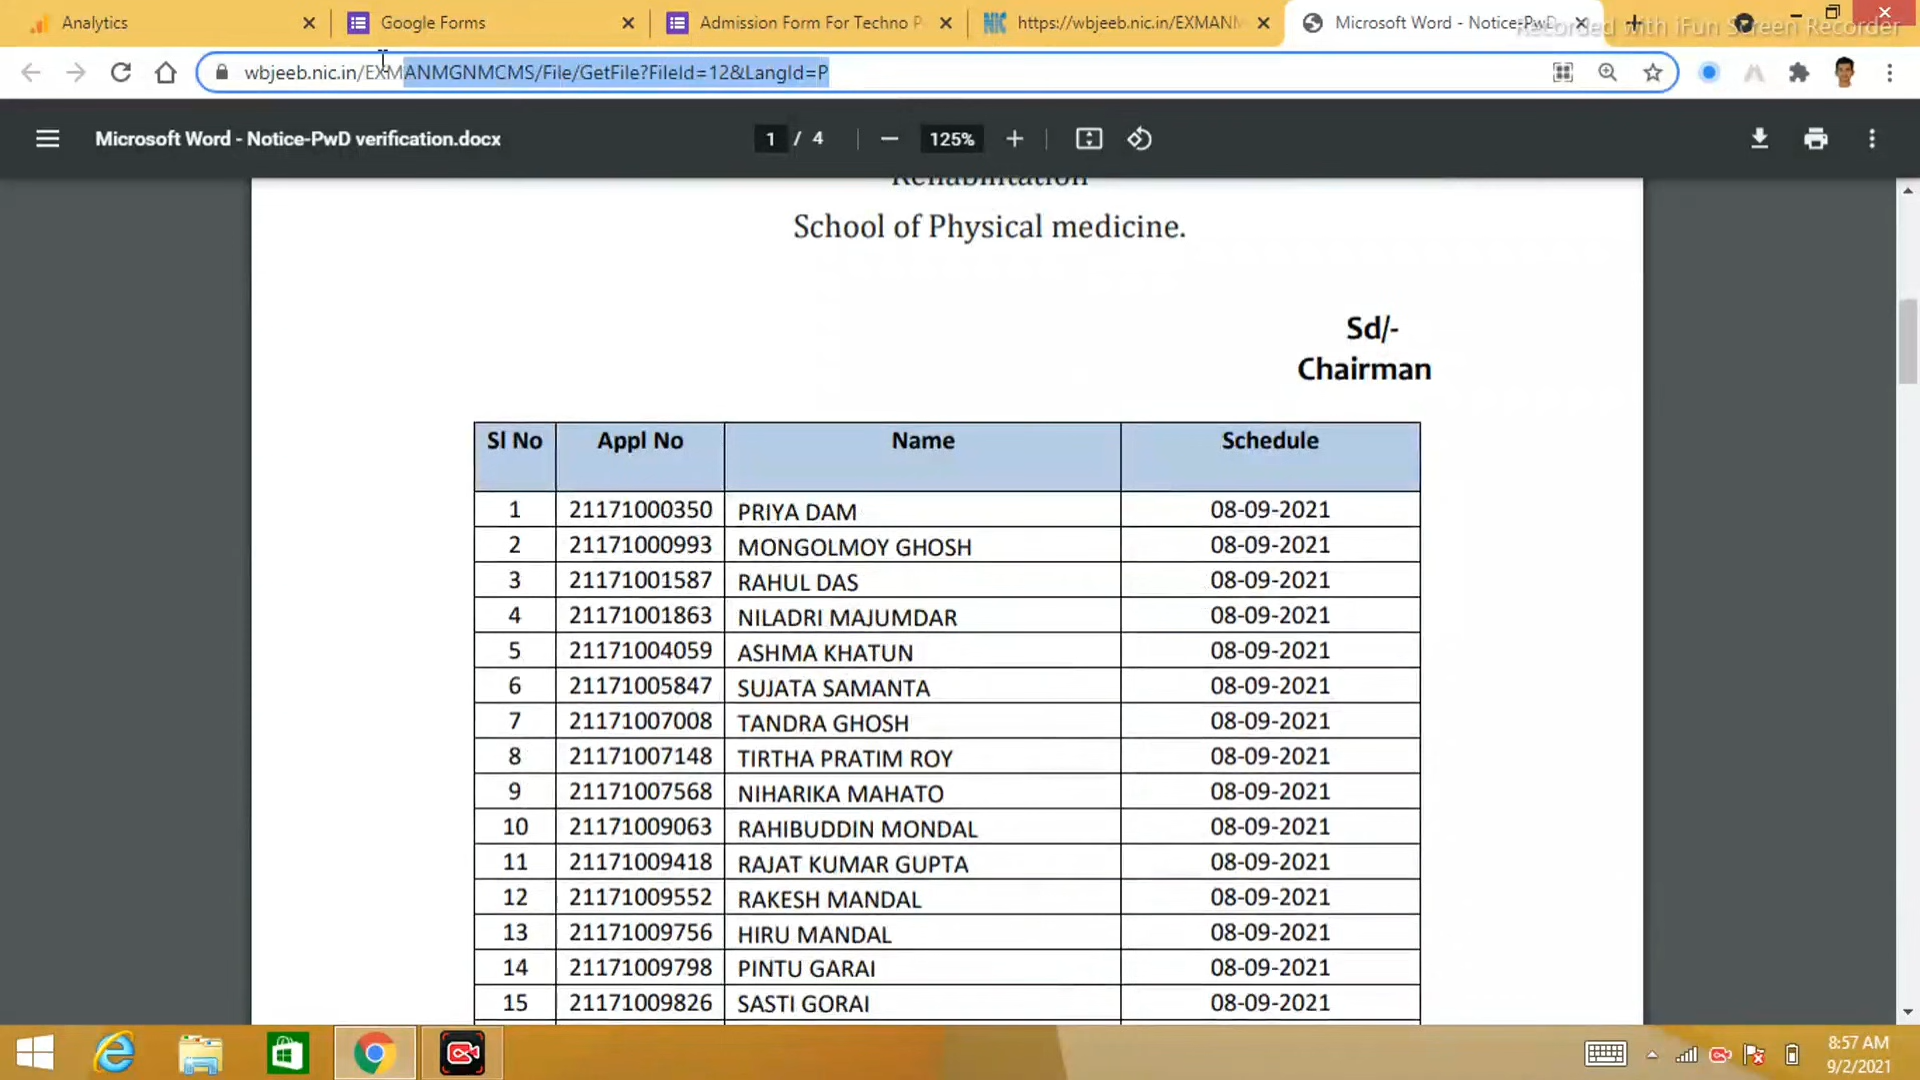 Analytics
Google Forms
Admission Form For Techno P
https://wbjeeb.nic.in/EXMANM
Microsoft Word - Notice-PwD
Recorded with iFun Screen Recorder
wbjeeb.nic.in/EXMANMGNMCMS/File/GetFile?FileId=12&LangId=P
Microsoft Word - Notice-PwD verification.docx
1 / 4
125%
Rehabilitation
School of Physical medicine.
Sd/-
Chairman
Sl No Appl No Name Schedule
1 21171000350 PRIYA DAM 08-09-2021
2 21171000993 MONGOLMOY GHOSH 08-09-2021
3 21171001587 RAHUL DAS 08-09-2021
4 21171001863 NILADRI MAJUMDAR 08-09-2021
5 21171004059 ASHMA KHATUN 08-09-2021
6 21171005847 SUJATA SAMANTA 08-09-2021
7 21171007008 TANDRA GHOSH 08-09-2021
8 21171007148 TIRTHA PRATIM ROY 08-09-2021
9 21171007568 NIHARIKA MAHATO 08-09-2021
10 21171009063 RAHIBUDDIN MONDAL 08-09-2021
11 21171009418 RAJAT KUMAR GUPTA 08-09-2021
12 21171009552 RAKESH MANDAL 08-09-2021
13 21171009756 HIRU MANDAL 08-09-2021
14 21171009798 PINTU GARAI 08-09-2021
15 21171009826 SASTI GORAI 08-09-2021
8:57 AM
9/2/2021